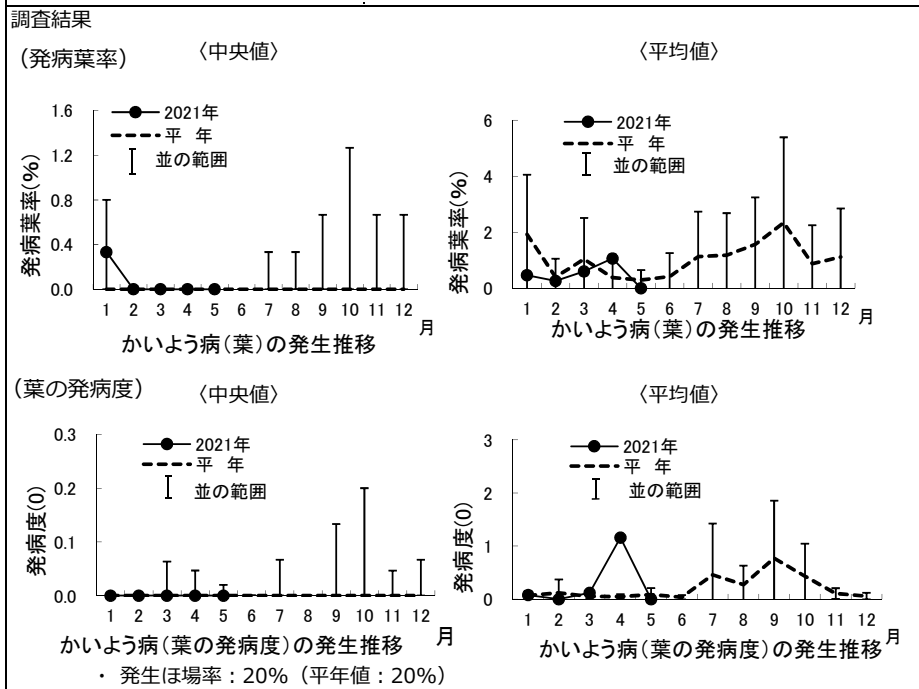 調査結果
(発病葉率)
〈中央値〉
発病葉率(%)
1.6
1.2
0.8
0.4
0.0
2021年
平 年
並の範囲
1 2 3 4 5 6 7 8 9 10 11 12 月
かいよう病(葉)の発生推移
〈平均値〉
発病葉率(%)
6
4
2
0
2021年
平 年
並の範囲
1 2 3 4 5 6 7 8 9 10 11 12 月
かいよう病(葉)の発生推移
(葉の発病度)
〈中央値〉
発病度(0)
0.3
0.2
0.1
0.0
2021年
平 年
並の範囲
1 2 3 4 5 6 7 8 9 10 11 12 月
かいよう病(葉の発病度)の発生推移
〈平均値〉
発病度(0)
3
2
1
0
2021年
平 年
並の範囲
1 2 3 4 5 6 7 8 9 10 11 12 月
かいよう病(葉の発病度)の発生推移
・ 発生ほ場率:20%(平年値:20%)